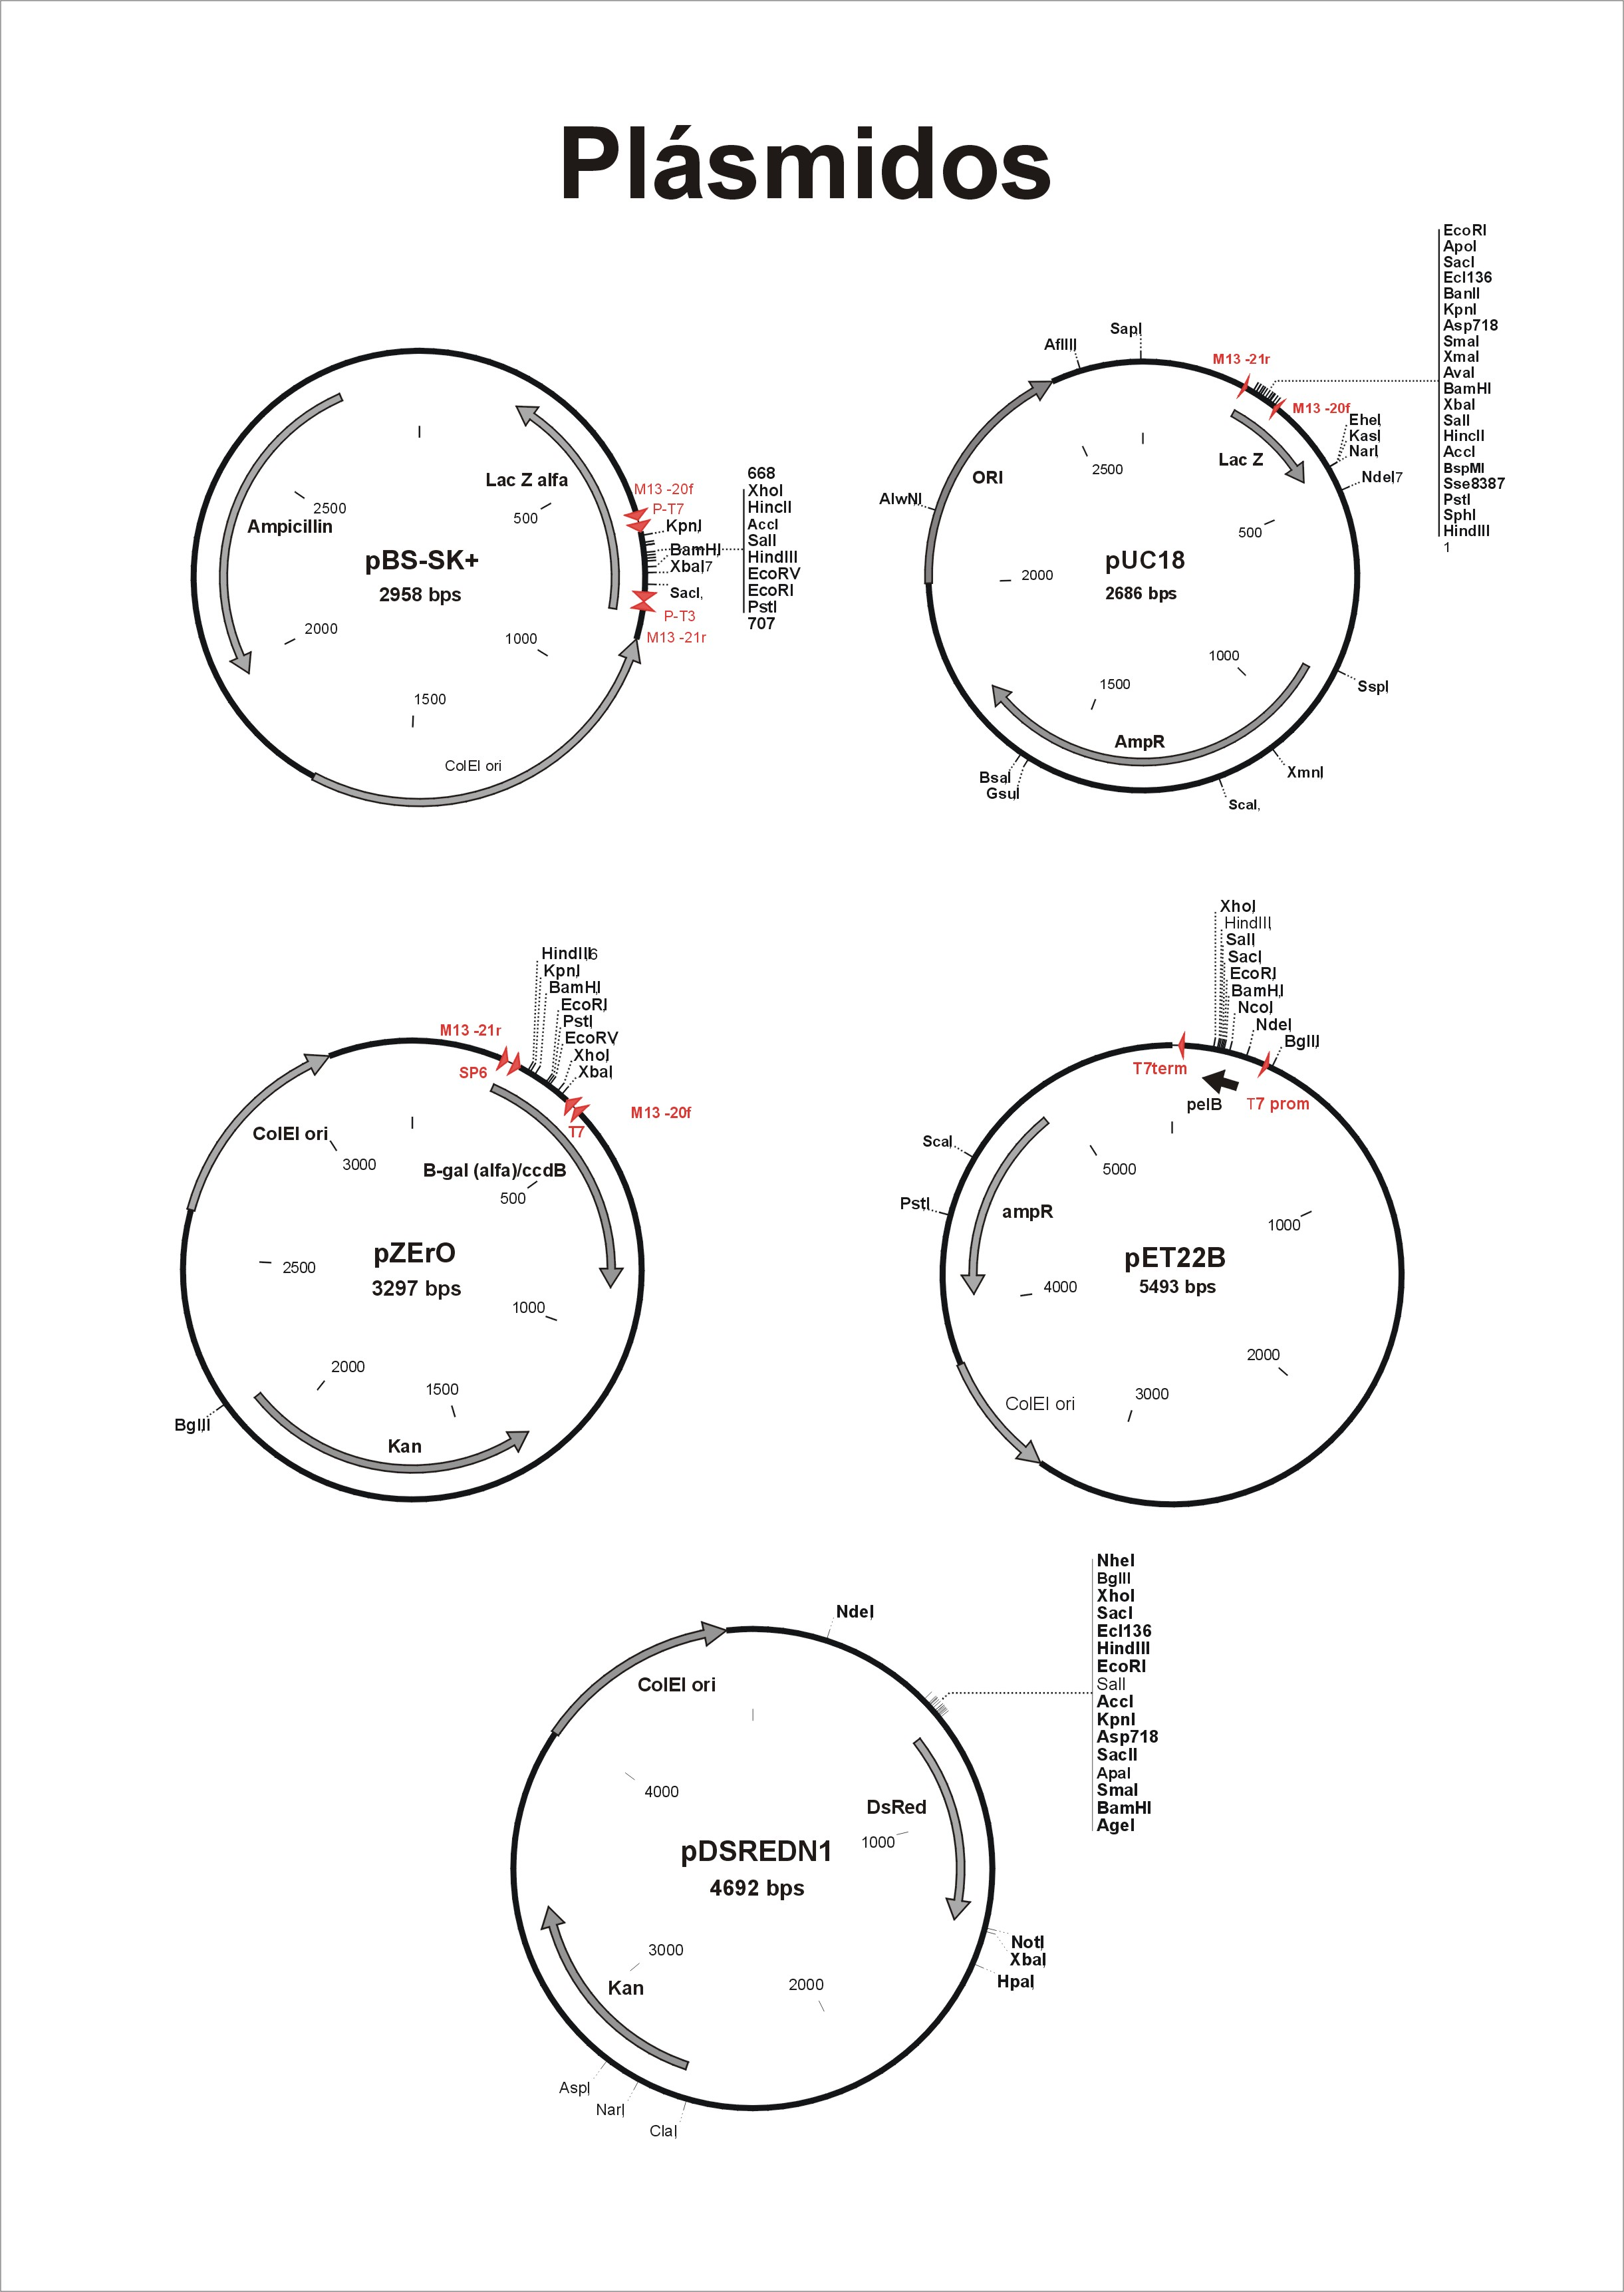 Plásmidos
M13 -20f
P-T7
KpnI
BamHI
XbaI7
SacI,
P-T3
M13 -21r
668
XhoI
HincII
AccI
SalI
HindIII
EcoRV
EcoRI
PstI
707
Lac Z alfa
500
2500
Ampicillin
pBS-SK+
2958 bps
2000
1000
1500
ColEI ori
EcoRI
ApoI
SacI
Ecl136
BanII
KpnI
Asp718
SmaI
XmaI
AvaI
BamHI
XbaI
SalI
HincII
AccI
BspMI
Sse8387
PstI
SphI
HindIII
1
SapI
AflIII
M13 -21r
M13 -20f
EheI
KasI
NarI
NdeI7
Lac Z
2500
ORI
AlwNI
500
pUC18
2686 bps
2000
1000
1500
SspI
AmpR
XmnI
BsaI
GsuI
ScaI,
HindIII6
KpnI
BamHI
EcoRI
PstI
EcoRV
XhoI
XbaI
M13 -21r
SP6
M13 -20f
T7
ColEI ori
3000
B-gal (alfa)/ccdB
500
pZErO
3297 bps
2500
1000
2000
1500
BglII
Kan
XhoI
HindIII
SalI
SacI
EcoRI
BamHI
NcoI
NdeI
BglII
T7term
pelB
T7 prom
ScaI
5000
PstI
ampR
1000
pET22B
5493 bps
4000
2000
3000
ColEI ori
NheI
BglII
XhoI
SacI
Ecl136
HindIII
EcoRI
SalI
AccI
KpnI
Asp718
SacII
ApaI
SmaI
BamHI
AgeI
NdeI
ColEI ori
4000
DsRed
1000
pDSREDN1
4692 bps
NotI
XbaI
HpaI
3000
Kan
2000
AspI
NarI
ClaI